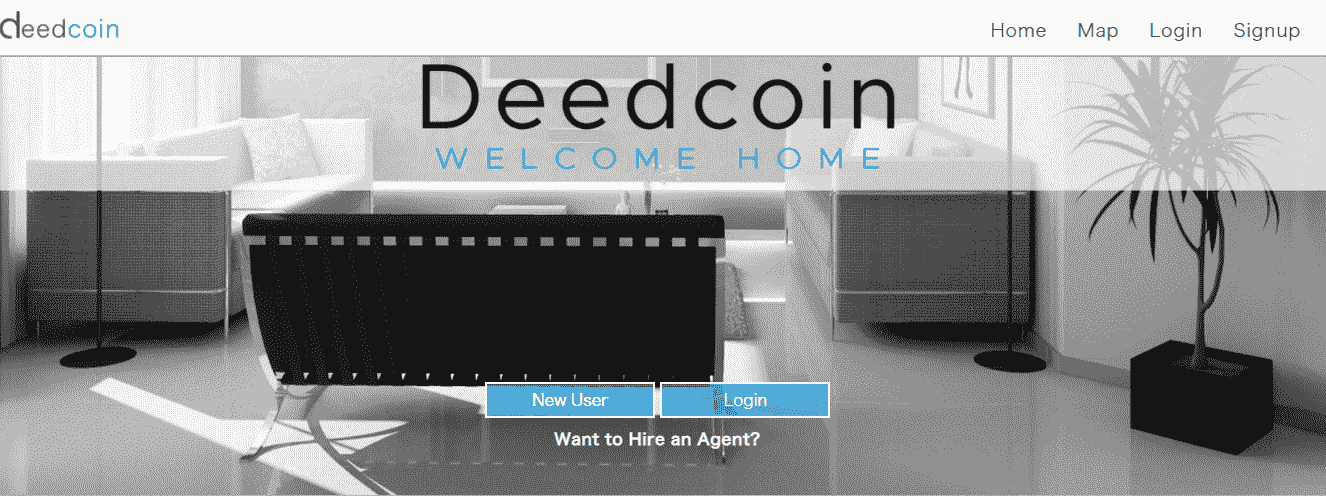 deedcoin
Home Map Login Signup
Deedcoin
WELCOME HOME
New User Login
Want to Hire an Agent?